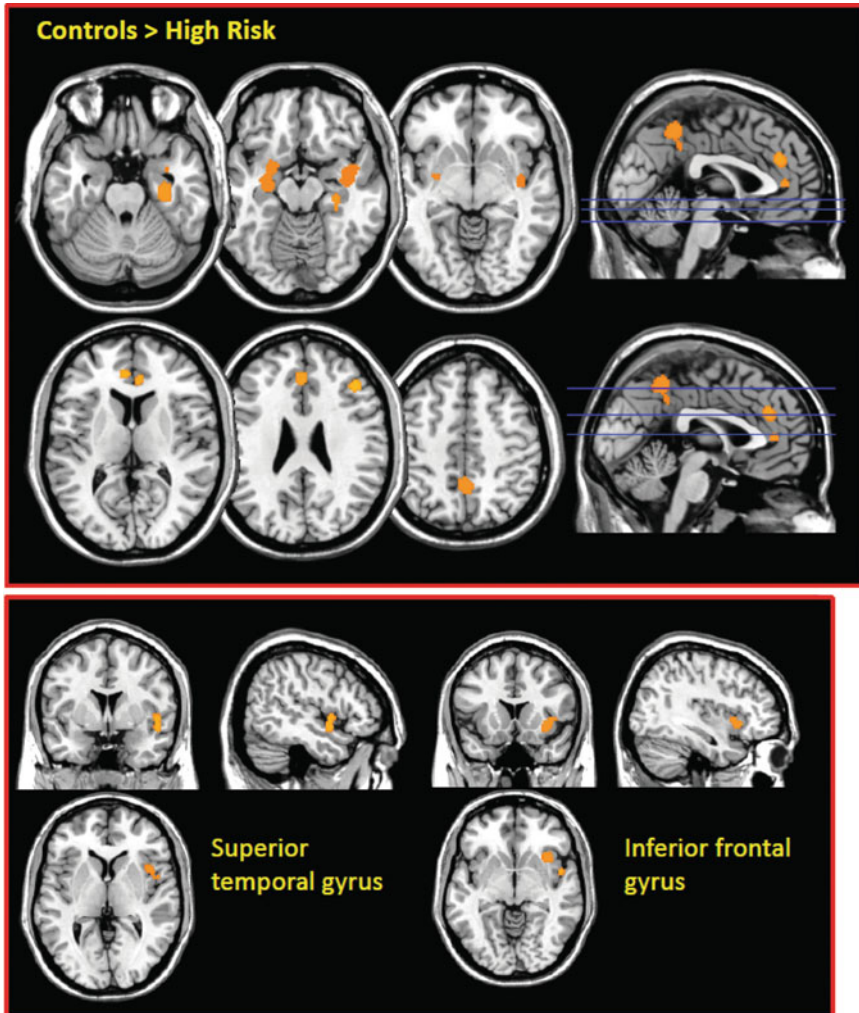 Controls > High Risk
Superior
temporal gyrus
Inferior frontal
gyrus